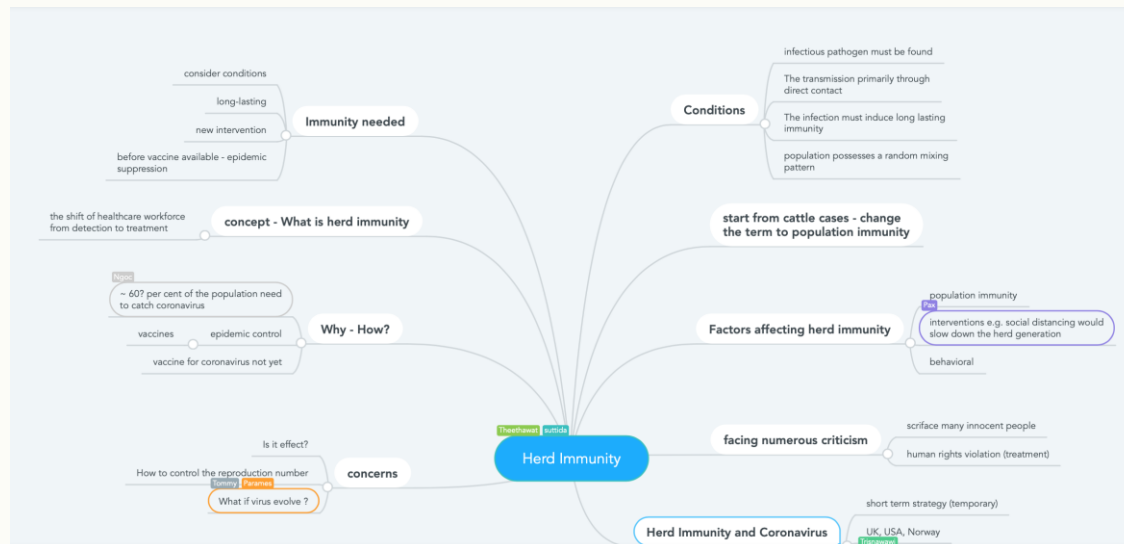 consider conditions
long-lasting
new intervention
before vaccine available - epidemic
suppression
Immunity needed
the shift of healthcare workforce
from detection to treatment
concept - What is herd immunity
Ngoc
~ 60? per cent of the population need
to catch coronavirus
vaccines
epidemic control
vaccine for coronavirus not yet
Why - How?
Is it effect?
How to control the reproduction number
Tommy
Parames
What if virus evolve ?
concerns
Theethawat
suttida
Herd Immunity
Conditions
infectious pathogen must be found
The transmission primarily through
direct contact
The infection must induce long lasting
immunity
population possesses a random mixing
pattern
start from cattle cases - change
the term to population immunity
Factors affecting herd immunity
population immunity
Pax
interventions e.g. social distancing would
slow down the herd generation
behavioral
facing numerous criticism
scriface many innocent people
human rights violation (treatment)
Herd Immunity and Coronavirus
short term strategy (temporary)
UK, USA, Norway